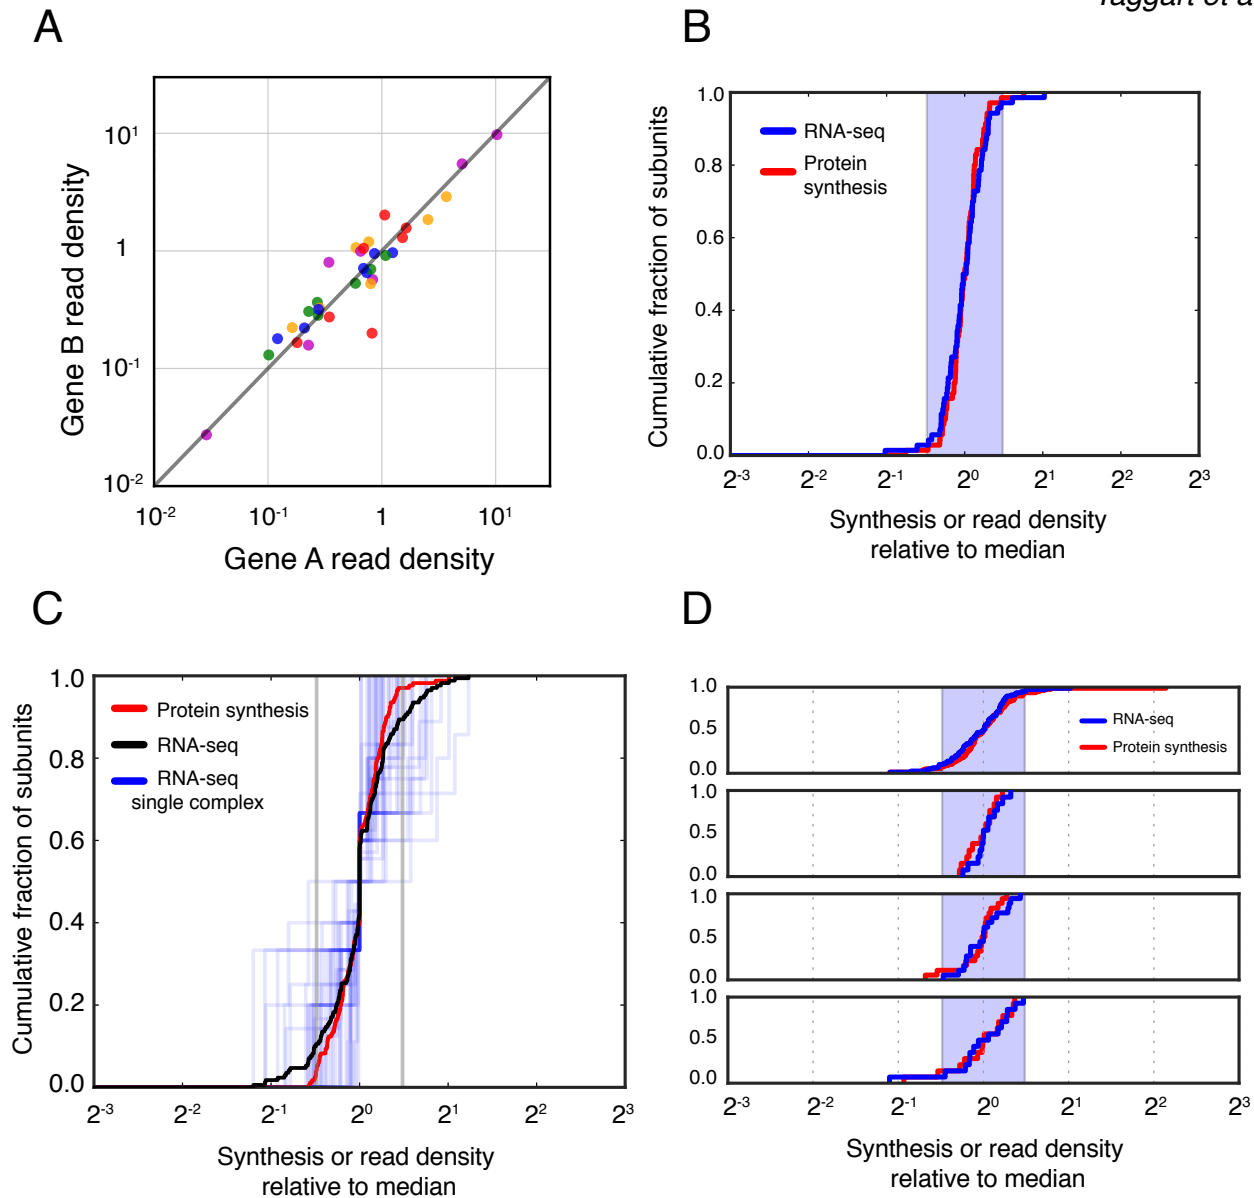 Taggart et a
A
B
10¹
1
10⁻¹
10⁻²
Gene B read density
10⁻²
10⁻¹
1
10¹
Gene A read density
1.0
0.8
0.6
0.4
0.2
0.0
Cumulative fraction of subunits
RNA-seq
Protein
synthesis
2⁻³
2⁻²
2⁻¹
2⁰
2¹
2²
2³
Synthesis or read density
relative to median
C
D
1.0
0.8
0.6
0.4
0.2
0.0
Cumulative fraction of subunits
Protein synthesis
RNA-seq
RNA-seq
single complex
2⁻³
2⁻²
2⁻¹
2⁰
2¹
2²
2³
Synthesis or read density
relative to median
1.0
0.5
0.0
RNA-seq
Protein synthesis
1.0
0.5
0.0
1.0
0.5
0.0
1.0
0.5
0.0
2⁻³
2⁻²
2⁻¹
2⁰
2¹
2²
2³
Synthesis or read density
relative to median